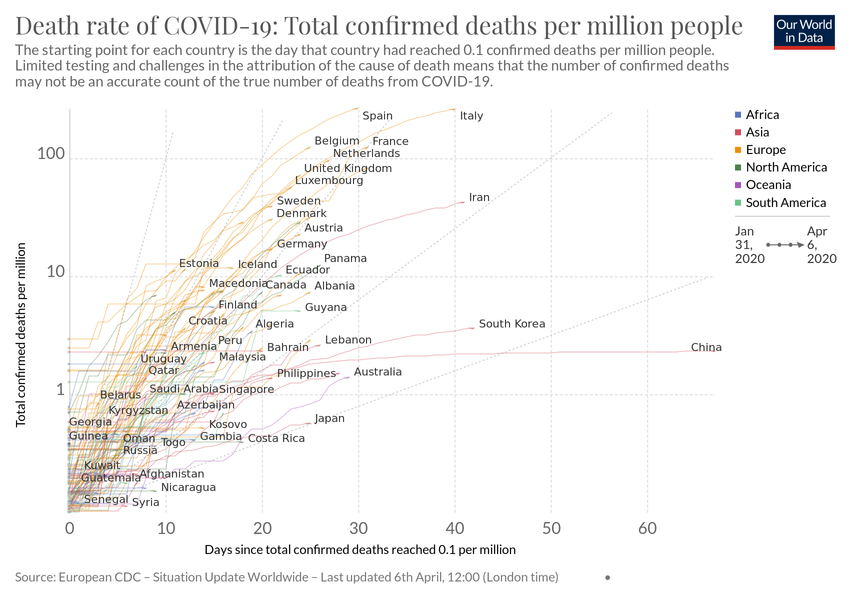 Death rate of COVID-19: Total confirmed deaths per million people
Our World
in Data
The starting point for each country is the day that country had reached 0.1 confirmed deaths per million people.
Limited testing and challenges in the attribution of the cause of death means that the number of confirmed deaths
may not be an accurate count of the true number of deaths from COVID-19.
Spain
Italy
Africa
Asia
Europe
North America
Oceania
South America
Jan
31,
2020
Apr
6,
2020
Belgium
France
100
Netherlands
United Kingdom
Luxembourg
Iran
Sweden
Denmark
Austria
Germany
Panama
Estonia
Iceland
Ecuador
10
Macedonia
Canada
Albania
Finland
Guyana
Croatia
Algeria
South Korea
Armenia
Peru
Bahrain
Lebanon
China
Uruguay
Malaysia
Qatar
Philippines
Australia
1
Belarus
Saudi Arabia
Singapore
Kyrgyzstan
Azerbaijan
Georgia
Kosovo
Japan
Guinea
Oman
Togo
Gambia
Costa Rica
Russia
Kuwait
Guatemala
Afghanistan
Nicaragua
Senegal
Syria
Total confirmed deaths per million
0 10 20 30 40 50 60
Days since total confirmed deaths reached 0.1 per million
Source: European CDC – Situation Update Worldwide – Last updated 6th April, 12:00 (London time)